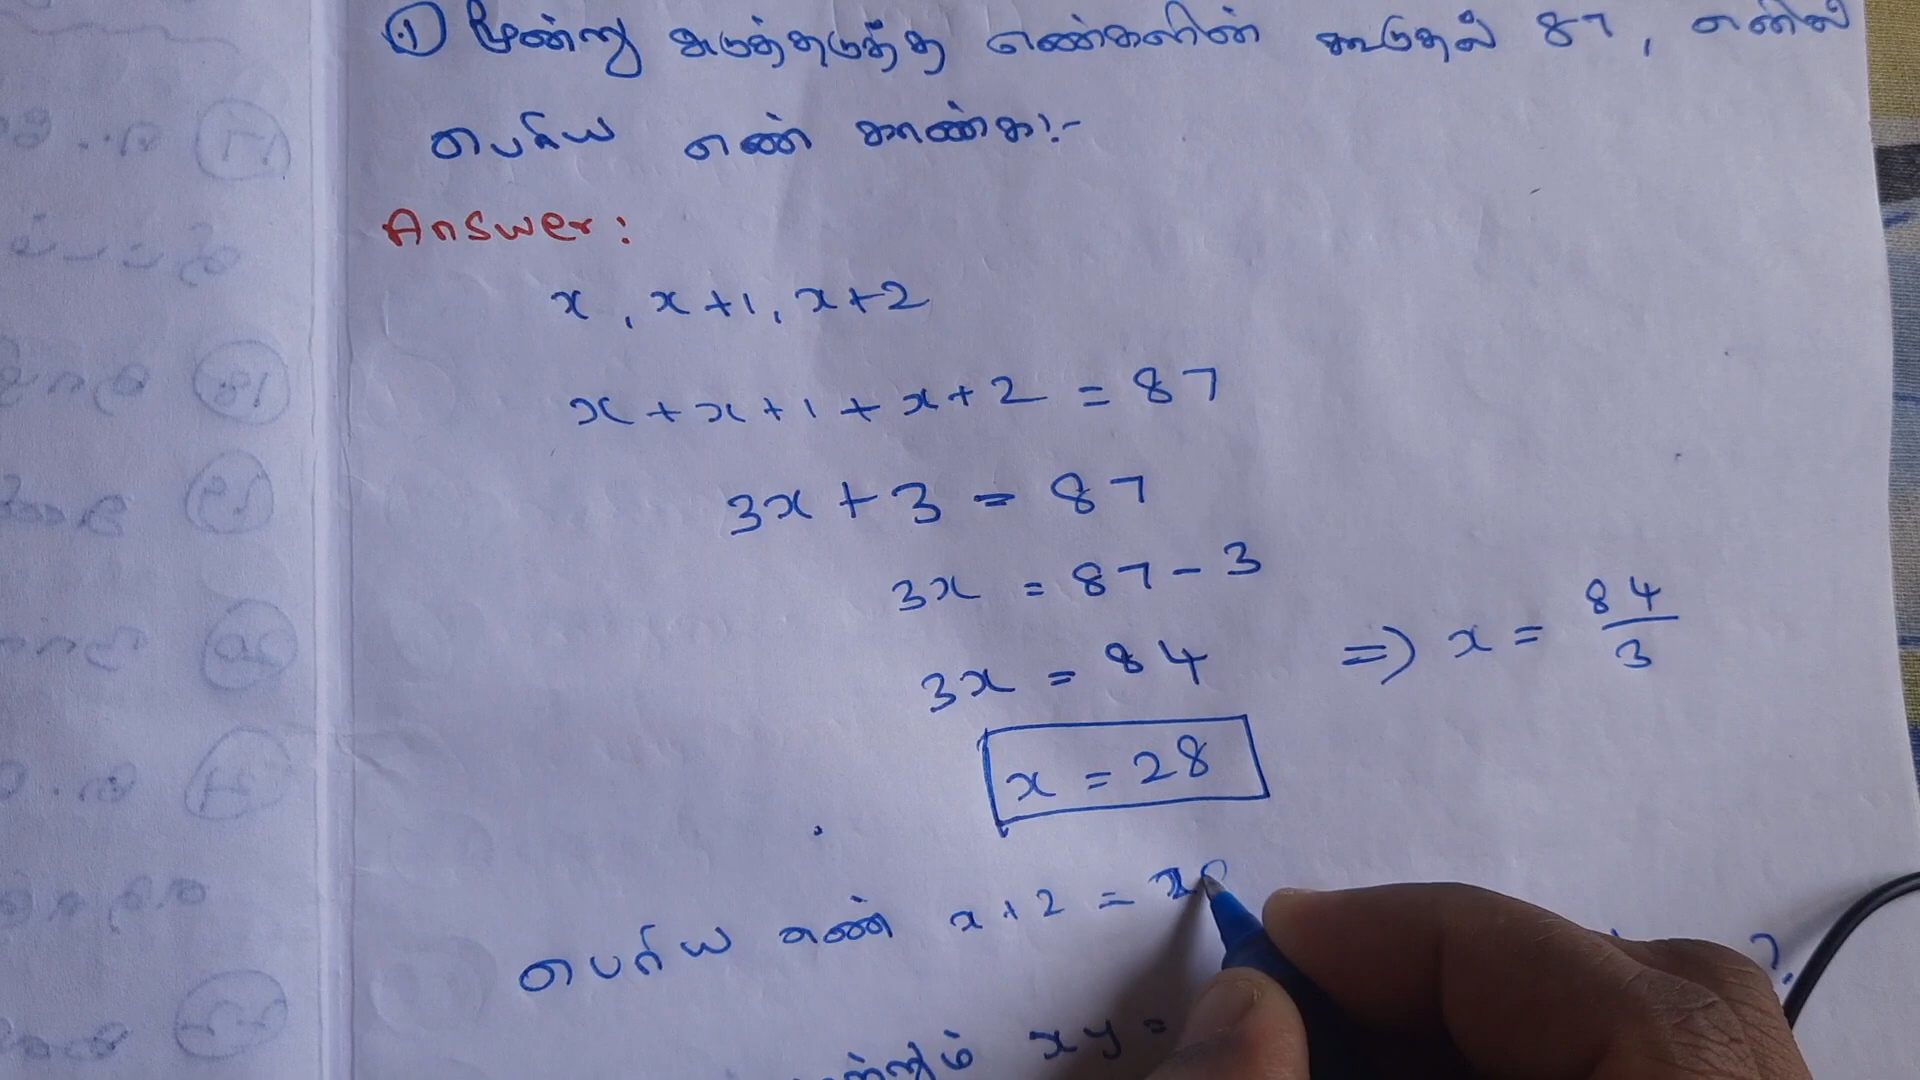 ① மூன்று அடுத்தடுத்த எண்களின் கூடுதல் 87, எனில்
பெரிய எண் காண்க:-
Answer:
x, x+1, x+2
x + x + 1 + x + 2 = 87
3x + 3 = 87
3x = 87 - 3
3x = 84 => x = 84/3
x = 28
பெரிய எண் x + 2 =
xy =